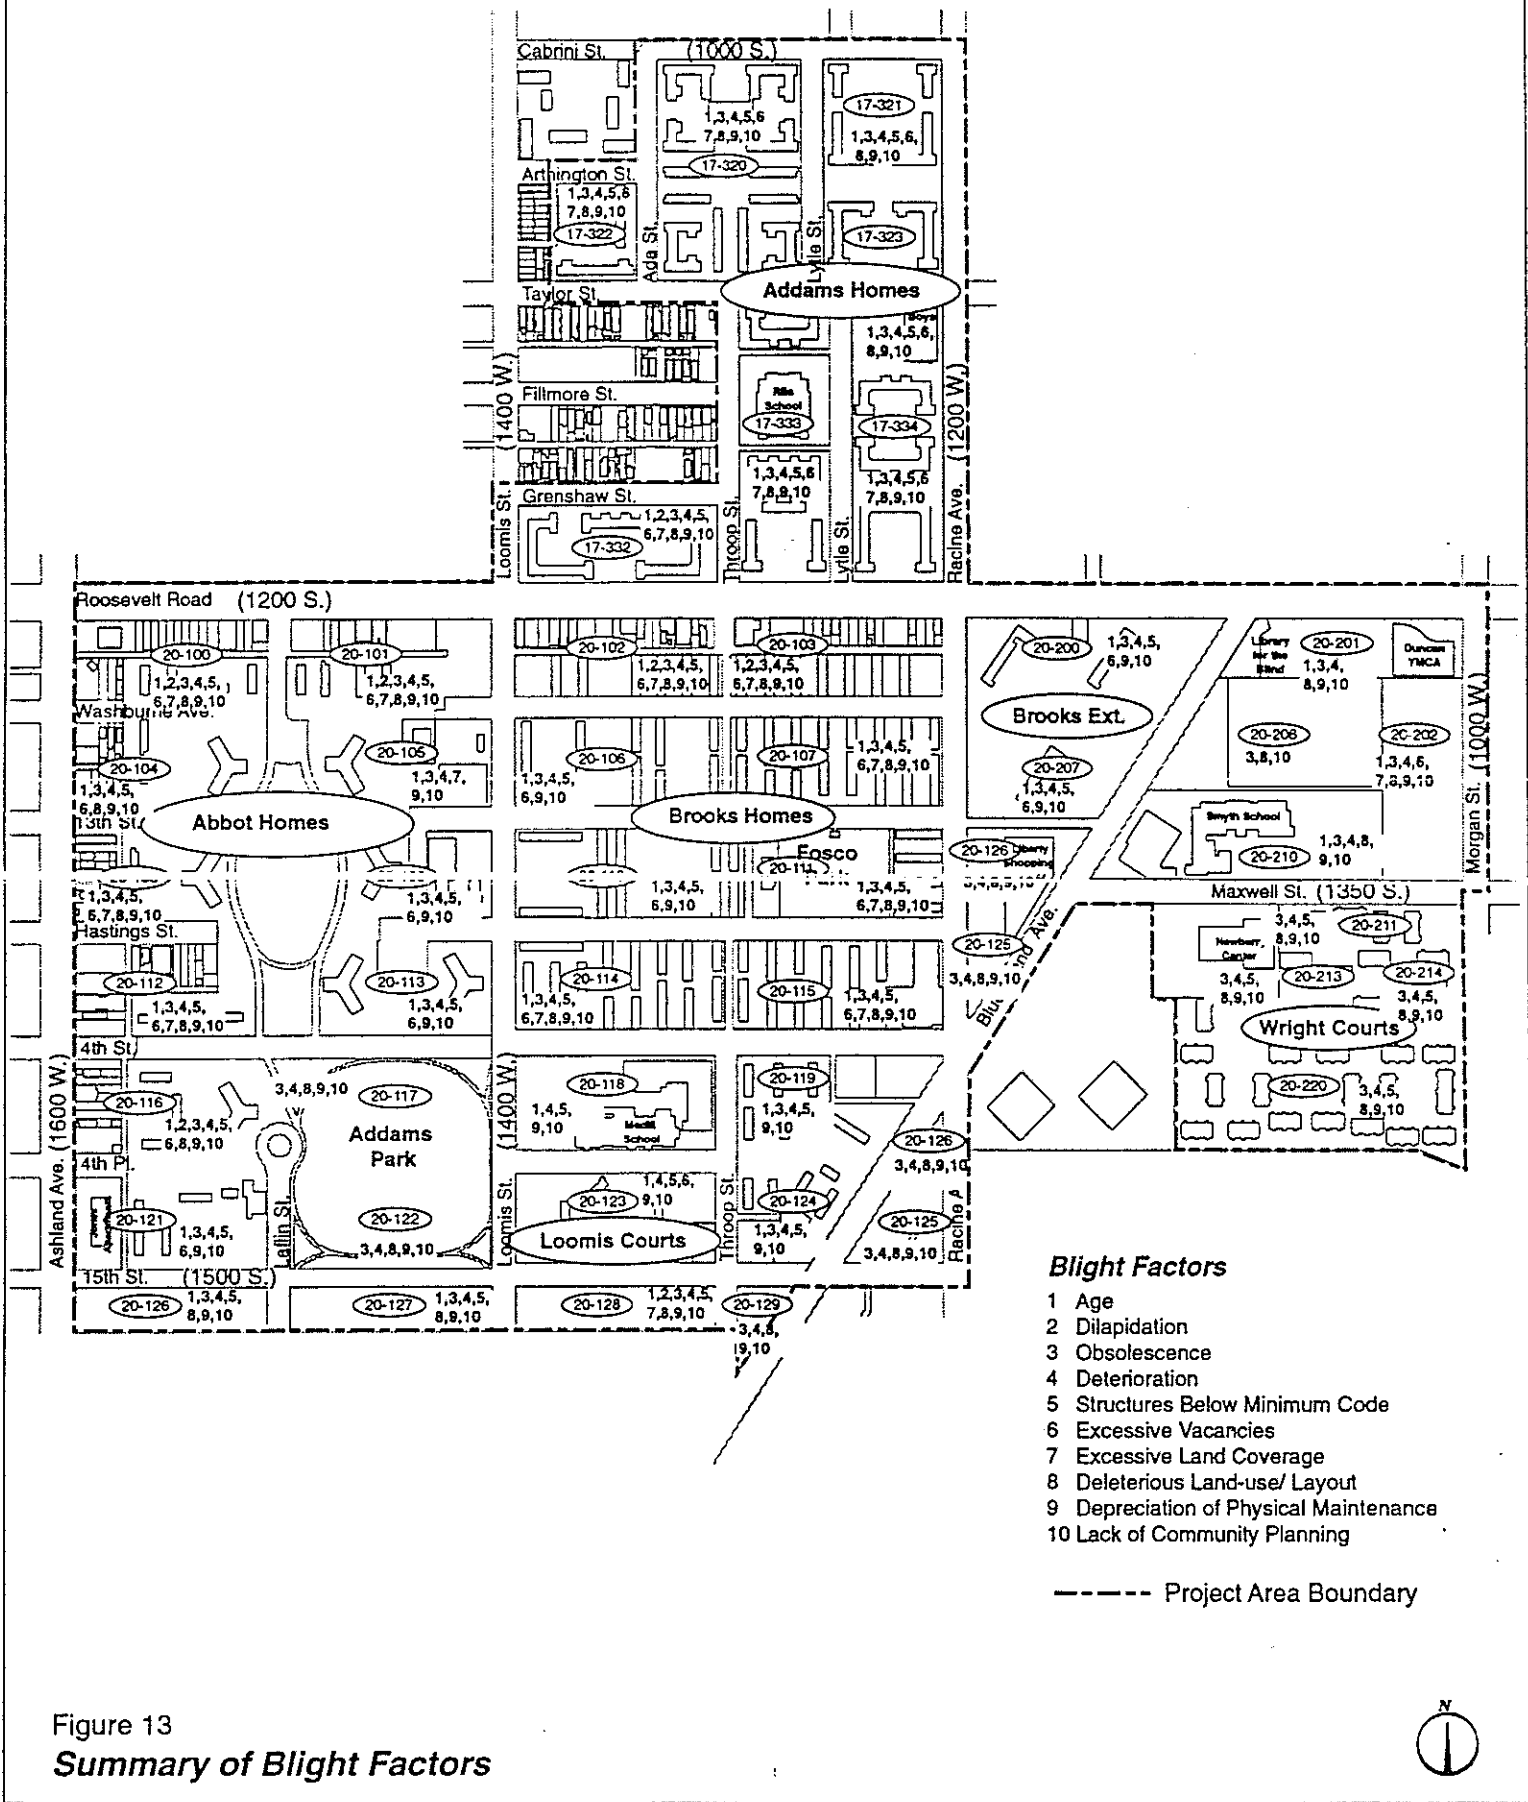 Cabrini St.
(1000 S.)
17-321
1,3,4,5,6
7,8,9,10
1,3,4,5,6,
8,9,10
17-320
Arthington St.
1,3,4,5,6
7,8,9,10
17-322
Ada St.
Lytle St.
17-323
Addams Homes
Taylor St.
Boys
1,3,4,5,6,
8,9,10
(1400 W.)
(1200 W.)
Fillmore St.
Riis
School
17-333
17-334
1,3,4,5,6
7,8,9,10
1,3,4,5,6
7,8,9,10
Grenshaw St.
Loomis St.
1,2,3,4,5,
6,7,8,9,10
17-332
Throop St.
Lytle St.
Racine Ave.
Roosevelt Road (1200 S.)
20-100
20-101
20-102
20-103
20-200
1,3,4,5,
6,9,10
Library
for the
Blind
20-201
1,3,4,
8,9,10
Duncan
YMCA
1,2,3,4,5,
6,7,8,9,10
1,2,3,4,5,
6,7,8,9,10
1,2,3,4,5,
6,7,8,9,10
1,2,3,4,5,
6,7,8,9,10
Washburne Ave.
Brooks Ext.
(1000 W.)
20-104
20-105
20-106
20-107
1,3,4,5,
6,7,8,9,10
20-206
3,8,10
20-202
1,3,4,6,
7,8,9,10
20-207
1,3,4,5,
6,9,10
1,3,4,5,
6,8,9,10
1,3,4,7,
9,10
1,3,4,5,
6,9,10
13th St.
Abbot Homes
Brooks Homes
Smyth School
1,3,4,8,
9,10
20-210
Morgan St.
Fosco
Park
20-111
20-126
Liberty
Shopping
3,4,8,9,10
1,3,4,5,
6,7,8,9,10
1,3,4,5,
6,9,10
1,3,4,5,
6,9,10
1,3,4,5,
6,7,8,9,10
Maxwell St. (1350 S.)
Hastings St.
3,4,5,
8,9,10
20-211
Newberry
Center
20-125
3,4,8,9,10
20-112
20-113
20-114
20-115
20-213
20-214
3,4,5,
8,9,10
3,4,5,
8,9,10
1,3,4,5,
6,7,8,9,10
1,3,4,5,
6,9,10
1,3,4,5,
6,7,8,9,10
1,3,4,5,
6,7,8,9,10
Wright Courts
4th St.
Ashland Ave. (1600 W.)
(1400 W.)
20-116
3,4,8,9,10
20-117
20-118
20-119
20-220
3,4,5,
8,9,10
1,2,3,4,5,
6,8,9,10
Addams
Park
1,4,5,
9,10
Medill
School
1,3,4,5,
9,10
20-126
3,4,8,9,10
4th Pl.
20-121
1,3,4,5,
6,9,10
Laflin St.
20-122
3,4,8,9,10
Loomis St.
20-123
1,4,5,6,
9,10
Loomis Courts
Throop St.
20-124
1,3,4,5,
9,10
20-125
3,4,8,9,10
Racine A
15th St. (1500 S.)
20-126
1,3,4,5,
8,9,10
20-127
1,3,4,5,
8,9,10
20-128
1,2,3,4,5,
7,8,9,10
20-129
3,4,8,
9,10
Blight Factors
1 Age
2 Dilapidation
3 Obsolescence
4 Deterioration
5 Structures Below Minimum Code
6 Excessive Vacancies
7 Excessive Land Coverage
8 Deleterious Land-use/ Layout
9 Depreciation of Physical Maintenance
10 Lack of Community Planning
Project Area Boundary
Figure 13
Summary of Blight Factors
N